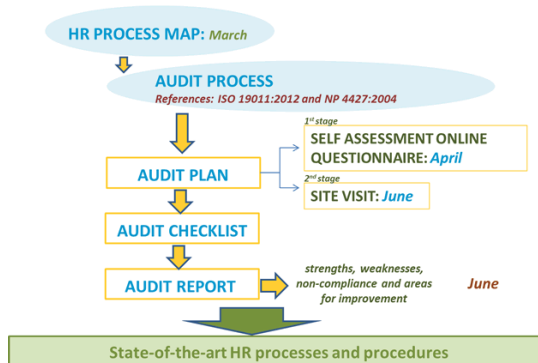 HR PROCESS MAP: March
AUDIT PROCESS
References: ISO 19011:2012 and NP 4427:2004
1st stage
SELF ASSESSMENT ONLINE
QUESTIONNAIRE: April
AUDIT PLAN
2nd stage
SITE VISIT: June
AUDIT CHECKLIST
AUDIT REPORT
strengths, weaknesses,
non-compliance and areas
for improvement
June
State-of-the-art HR processes and procedures